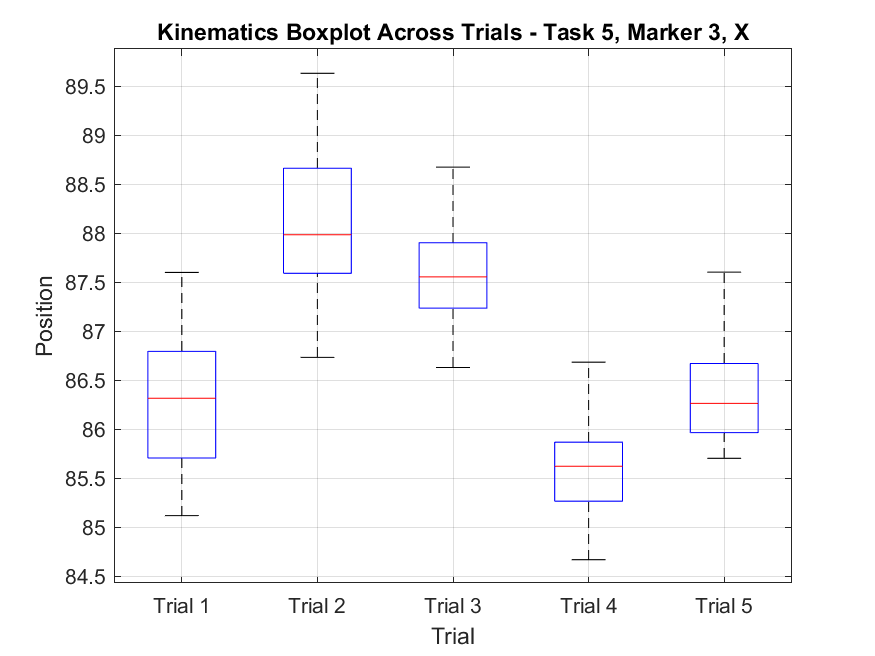 Kinematics Boxplot Across Trials - Task 5, Marker 3, X
89.5
89
88.5
88
87.5
87
86.5
86
85.5
85
84.5
Position
Trial 1 Trial 2 Trial 3 Trial 4 Trial 5
Trial